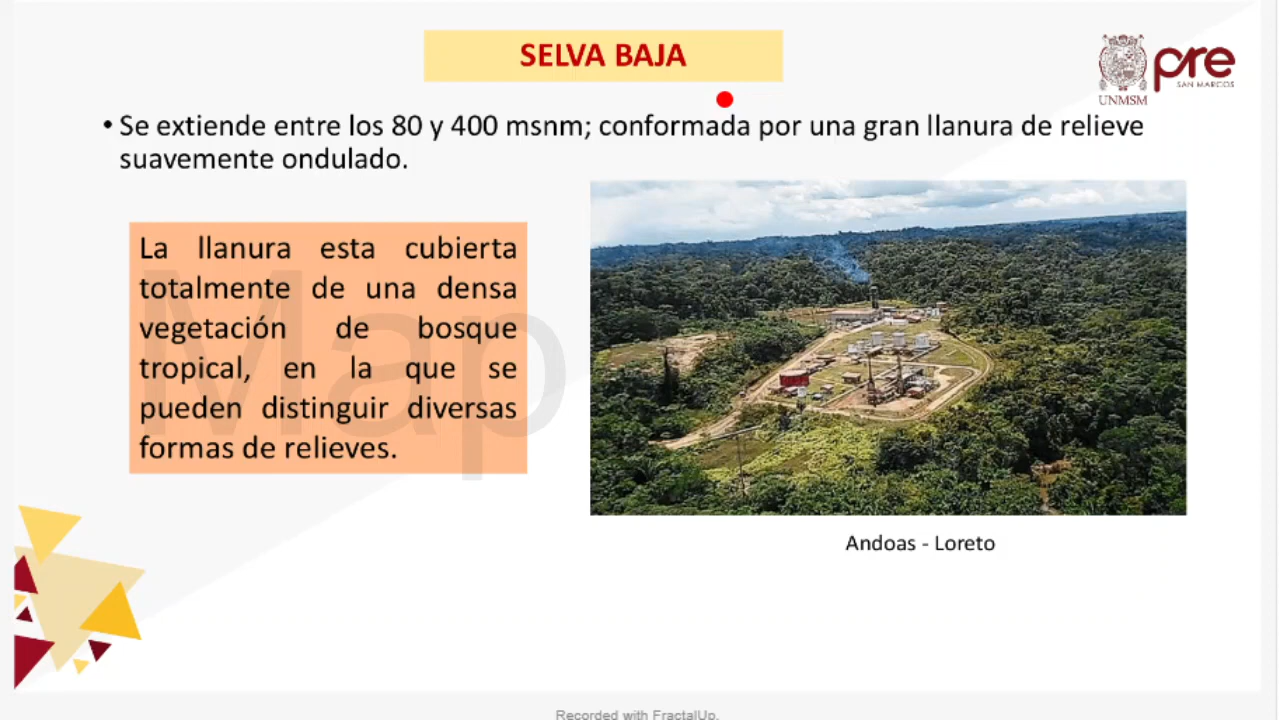 SELVA BAJA
pre
SAN MARCOS
UNMSM
• Se extiende entre los 80 y 400 msnm; conformada por una gran llanura de relieve
suavemente ondulado.
La llanura esta cubierta
totalmente de una densa
vegetación de bosque
tropical, en la que se
pueden distinguir diversas
formas de relieves.
Map
Andoas - Loreto
Recorded with FractalUp.